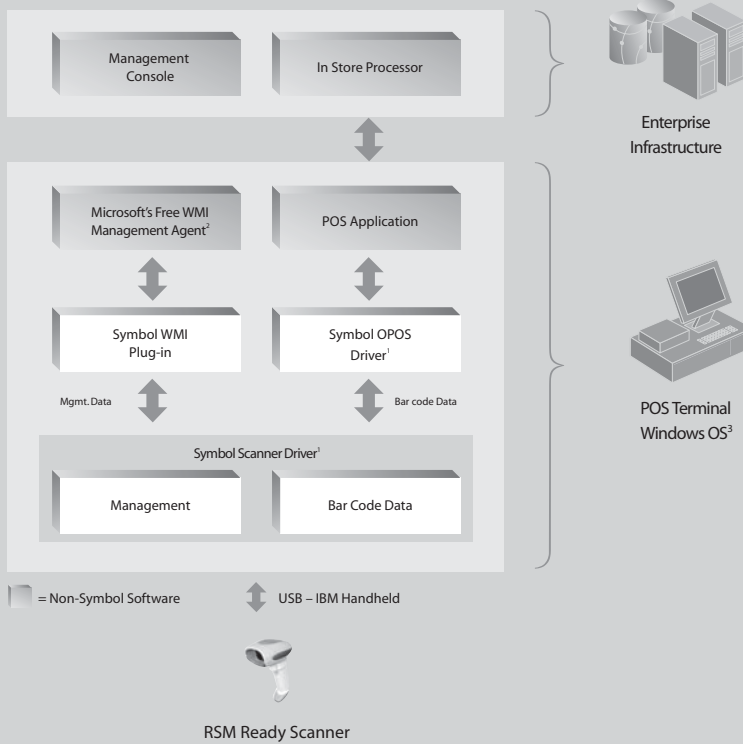 Management
Console
In Store Processor
Enterprise
Infrastructure
Microsoft's Free WMI
Management Agent²
POS Application
Symbol WMI
Plug-in
Symbol OPOS
Driver¹
Mgmt. Data
Bar code Data
POS Terminal
Windows OS³
Symbol Scanner Driver¹
Management
Bar Code Data
= Non-Symbol Software
USB – IBM Handheld
RSM Ready Scanner